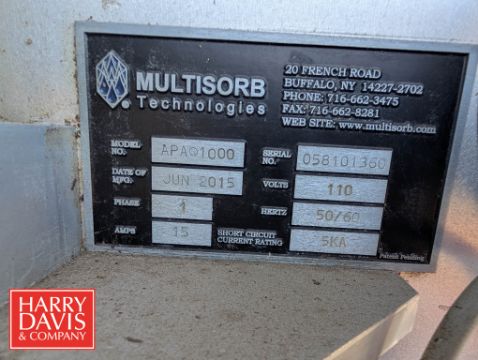 MULTISORB
Technologies
20 FRENCH ROAD
BUFFALO, NY 14227-2702
PHONE: 716-662-3475
FAX: 716-662-8281
WEB SITE: www.multisorb.com
MODEL NO: APA®1000
SERIAL NO: 058101360
DATE OF MFG: JUN 2015
VOLTS 110
PHASE 1
HERTZ 50/60
AMPS 15
SHORT CIRCUIT CURRENT RATING 5KA
Patent Pending
HARRY
DAVIS
& COMPANY